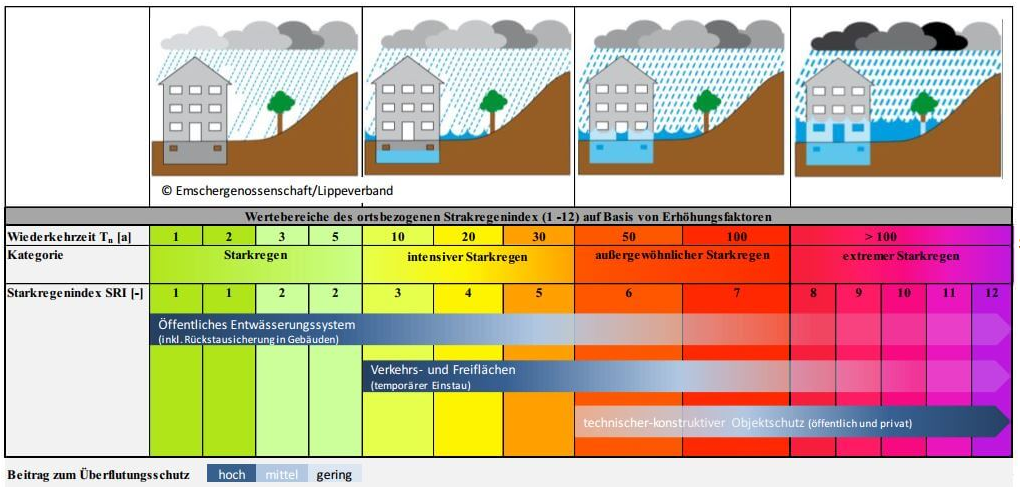 © Emschergenossenschaft/Lippeverband
Wertebereiche des ortsbezogenen Strakregenindex (1 -12) auf Basis von Erhöhungsfaktoren
Wiederkehrzeit Tn [a] 1 2 3 5 10 20 30 50 100 > 100
Kategorie Starkregen intensiver Starkregen außergewöhnlicher Starkregen extremer Starkregen
Starkregenindex SRI [-] 1 1 2 2 3 4 5 6 7 8 9 10 11 12
Öffentliches Entwässerungssystem
(inkl. Rückstausicherung in Gebäuden)
Verkehrs- und Freiflächen
(temporärer Einstau)
technischer-konstruktiver Objektschutz (öffentlich und privat)
Beitrag zum Überflutungsschutz hoch mittel gering